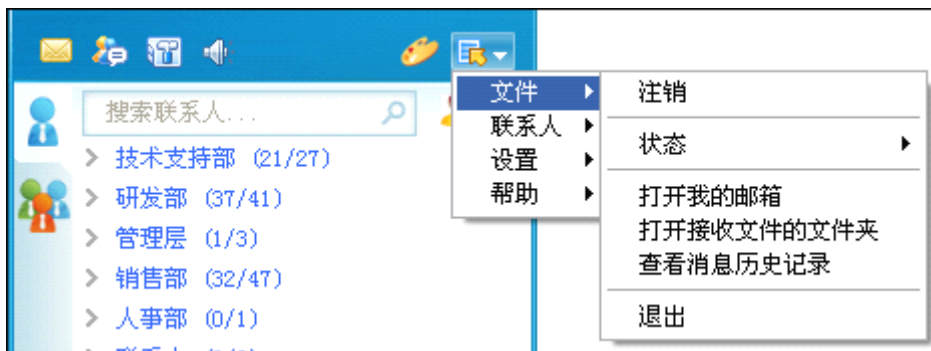 搜索联系人...
技术支持部 (21/27)
研发部 (37/41)
管理层 (1/3)
销售部 (32/47)
人事部 (0/1)
文件
联系人
设置
帮助
注销
状态
打开我的邮箱
打开接收文件的文件夹
查看消息历史记录
退出